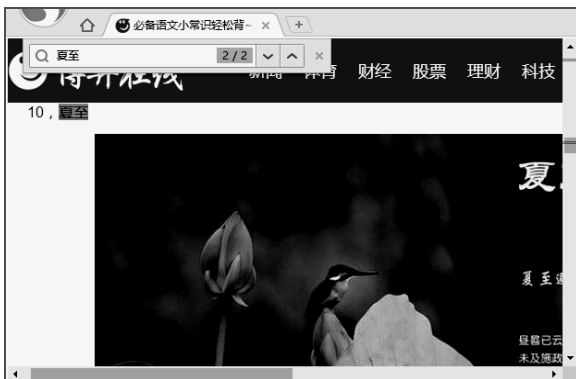 必备语文小常识轻松背~
夏至
2/2
新闻 体育 财经 股票 理财 科技
10，夏至
夏
夏至
昼晷已云
未及施政